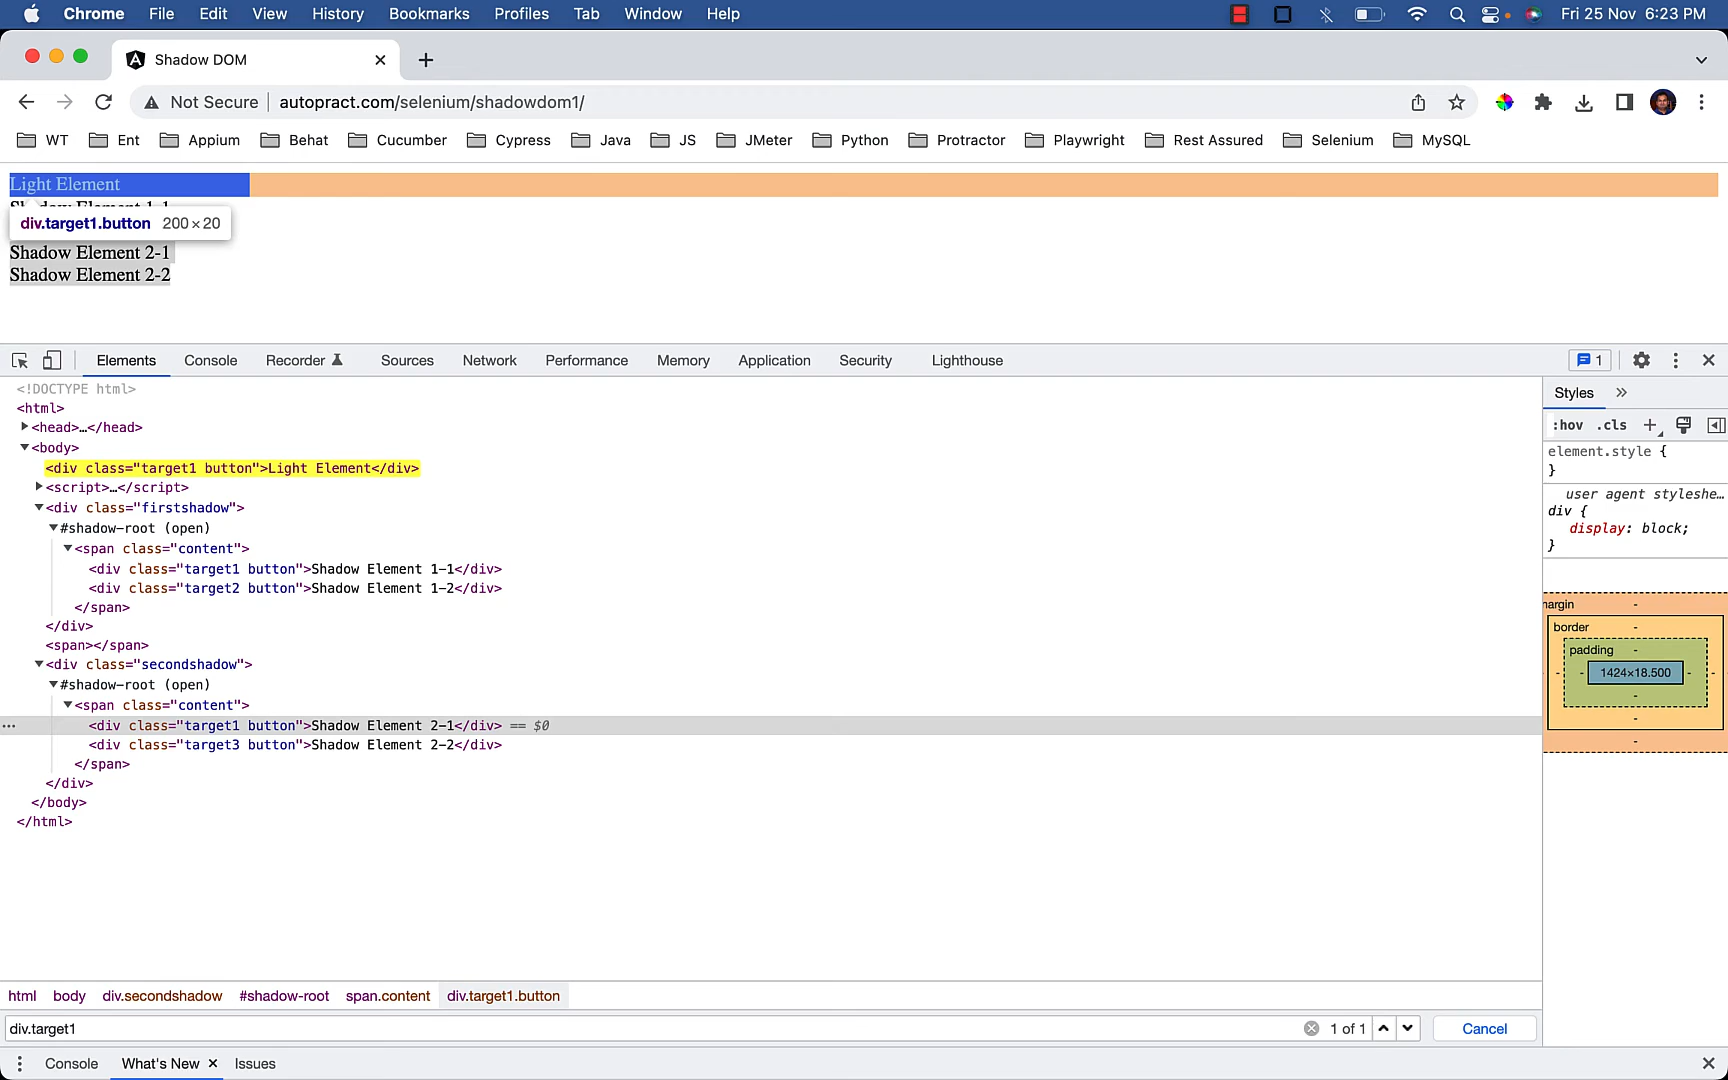 Chrome File Edit View History Bookmarks Profiles Tab Window Help Fri 25 Nov 6:23 PM
Shadow DOM
Not Secure autopract.com/selenium/shadowdom1/
WT Ent Appium Behat Cucumber Cypress Java JS JMeter Python Protractor Playwright Rest Assured Selenium MySQL
Light Element
Shadow Element 1-1
div.target1.button 200×20
Shadow Element 2-1
Shadow Element 2-2
Elements Console Recorder Sources Network Performance Memory Application Security Lighthouse 1
<!DOCTYPE html>
<html>
<head>…</head>
<body>
<div class="target1 button">Light Element</div>
<script>…</script>
<div class="firstshadow">
#shadow-root (open)
<span class="content">
<div class="target1 button">Shadow Element 1-1</div>
<div class="target2 button">Shadow Element 1-2</div>
</span>
</div>
<span></span>
<div class="secondshadow">
#shadow-root (open)
<span class="content">
<div class="target1 button">Shadow Element 2-1</div> == $0
<div class="target3 button">Shadow Element 2-2</div>
</span>
</div>
</body>
</html>
Styles
:hov .cls
element.style {
}
user agent styleshe…
div {
display: block;
}
margin -
border -
padding -
- - 1424×18.500 - -
-
-
-
html body div.secondshadow #shadow-root span.content div.target1.button
div.target1 1 of 1 Cancel
Console What's New Issues